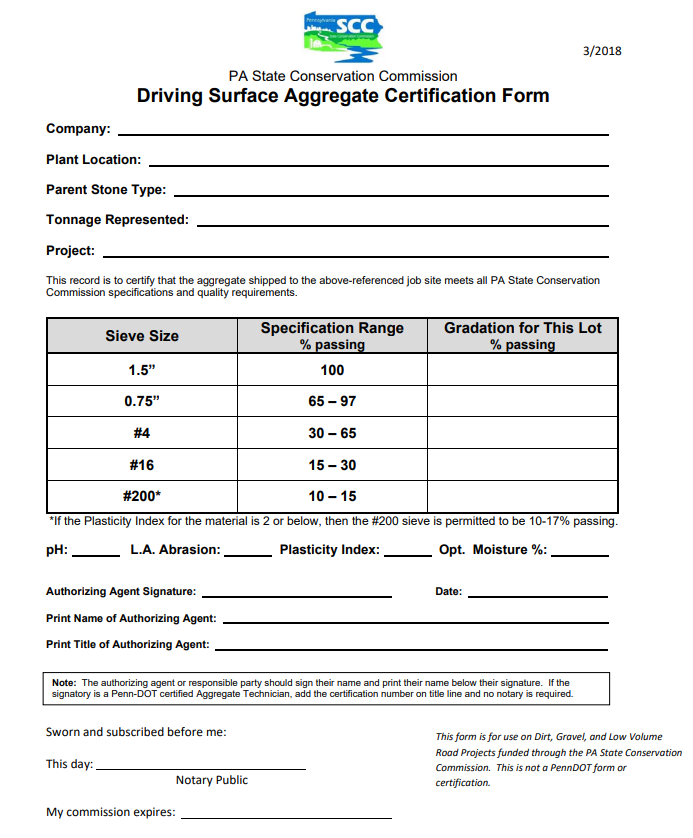 Pennsylvania
SCC
State Conservation Commission
3/2018
PA State Conservation Commission
Driving Surface Aggregate Certification Form
Company:
Plant Location:
Parent Stone Type:
Tonnage Represented:
Project:
This record is to certify that the aggregate shipped to the above-referenced job site meets all PA State Conservation
Commission specifications and quality requirements.
Sieve Size Specification Range % passing Gradation for This Lot % passing
1.5” 100
0.75” 65 – 97
#4 30 – 65
#16 15 – 30
#200* 10 – 15
*If the Plasticity Index for the material is 2 or below, then the #200 sieve is permitted to be 10-17% passing.
pH: L.A. Abrasion: Plasticity Index: Opt. Moisture %:
Authorizing Agent Signature: Date:
Print Name of Authorizing Agent:
Print Title of Authorizing Agent:
Note: The authorizing agent or responsible party should sign their name and print their name below their signature. If the
signatory is a Penn-DOT certified Aggregate Technician, add the certification number on title line and no notary is required.
Sworn and subscribed before me:
This day:
Notary Public
My commission expires:
This form is for use on Dirt, Gravel, and Low Volume
Road Projects funded through the PA State Conservation
Commission. This is not a PennDOT form or
certification.